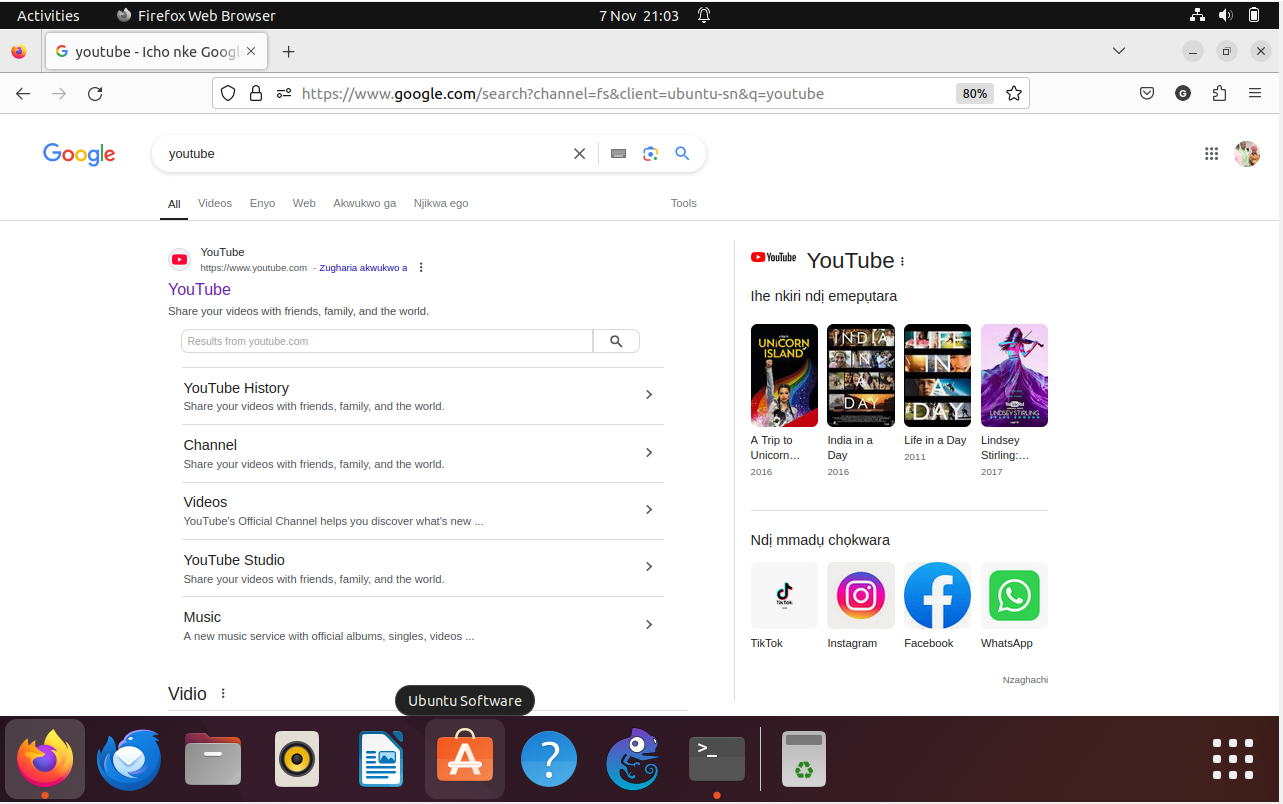 Activities
Firefox Web Browser
7 Nov 21:03
youtube - Icho nke Googl
https://www.google.com/search?channel=fs&client=ubuntu-sn&q=youtube
80%
G
Google
youtube
All
Videos
Enyo
Web
Akwukwo ga
Njikwa ego
Tools
YouTube
https://www.youtube.com · Zugharia akwukwo a
YouTube
Share your videos with friends, family, and the world.
Results from youtube.com
YouTube History
Share your videos with friends, family, and the world.
Channel
Share your videos with friends, family, and the world.
Videos
YouTube's Official Channel helps you discover what's new ...
YouTube Studio
Share your videos with friends, family, and the world.
Music
A new music service with official albums, singles, videos ...
Vidio
YouTube
YouTube
Ihe nkiri ndị emepụtara
UNICORN
ISLAND
INDIA
IN
A
DAY
LIFE
IN
A
DAY
LINDSEY STIRLING
A Trip to
Unicorn…
2016
India in a
Day
2016
Life in a Day
2011
Lindsey
Stirling:…
2017
Ndị mmadụ chọkwara
TikTok
TikTok
Instagram
Facebook
WhatsApp
Nzaghachi
Ubuntu Software